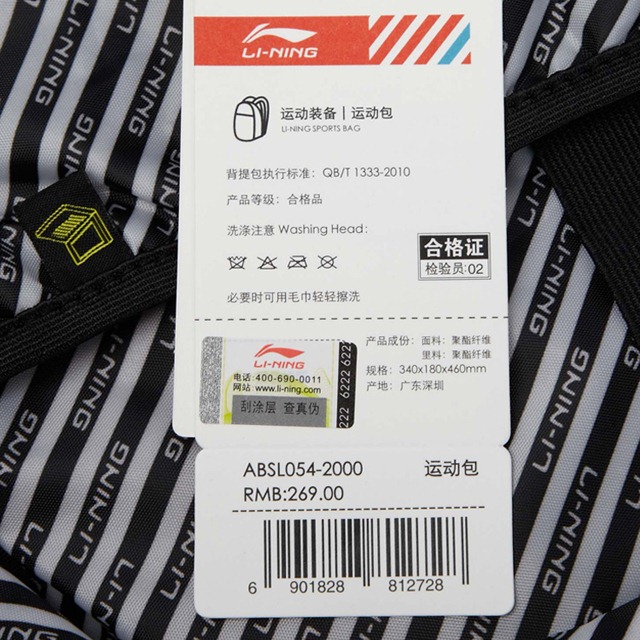 LI-NING
运动装备 | 运动包
LI-NING SPORTS BAG
背提包执行标准：QB/T 1333-2010
产品等级：合格品
洗涤注意 Washing Head：
合格证
检验员：02
必要时可用毛巾轻轻擦洗
LI-NING
电话：400-690-0011
网站：www.li-ning.com
刮涂层 查真伪
222 6222 6222
产品成份：面料：聚酯纤维
里料：聚酯纤维
规格：340x180x460mm
产地：广东深圳
ABSL054-2000 运动包
RMB:269.00
6 901828 812728
LI-NING